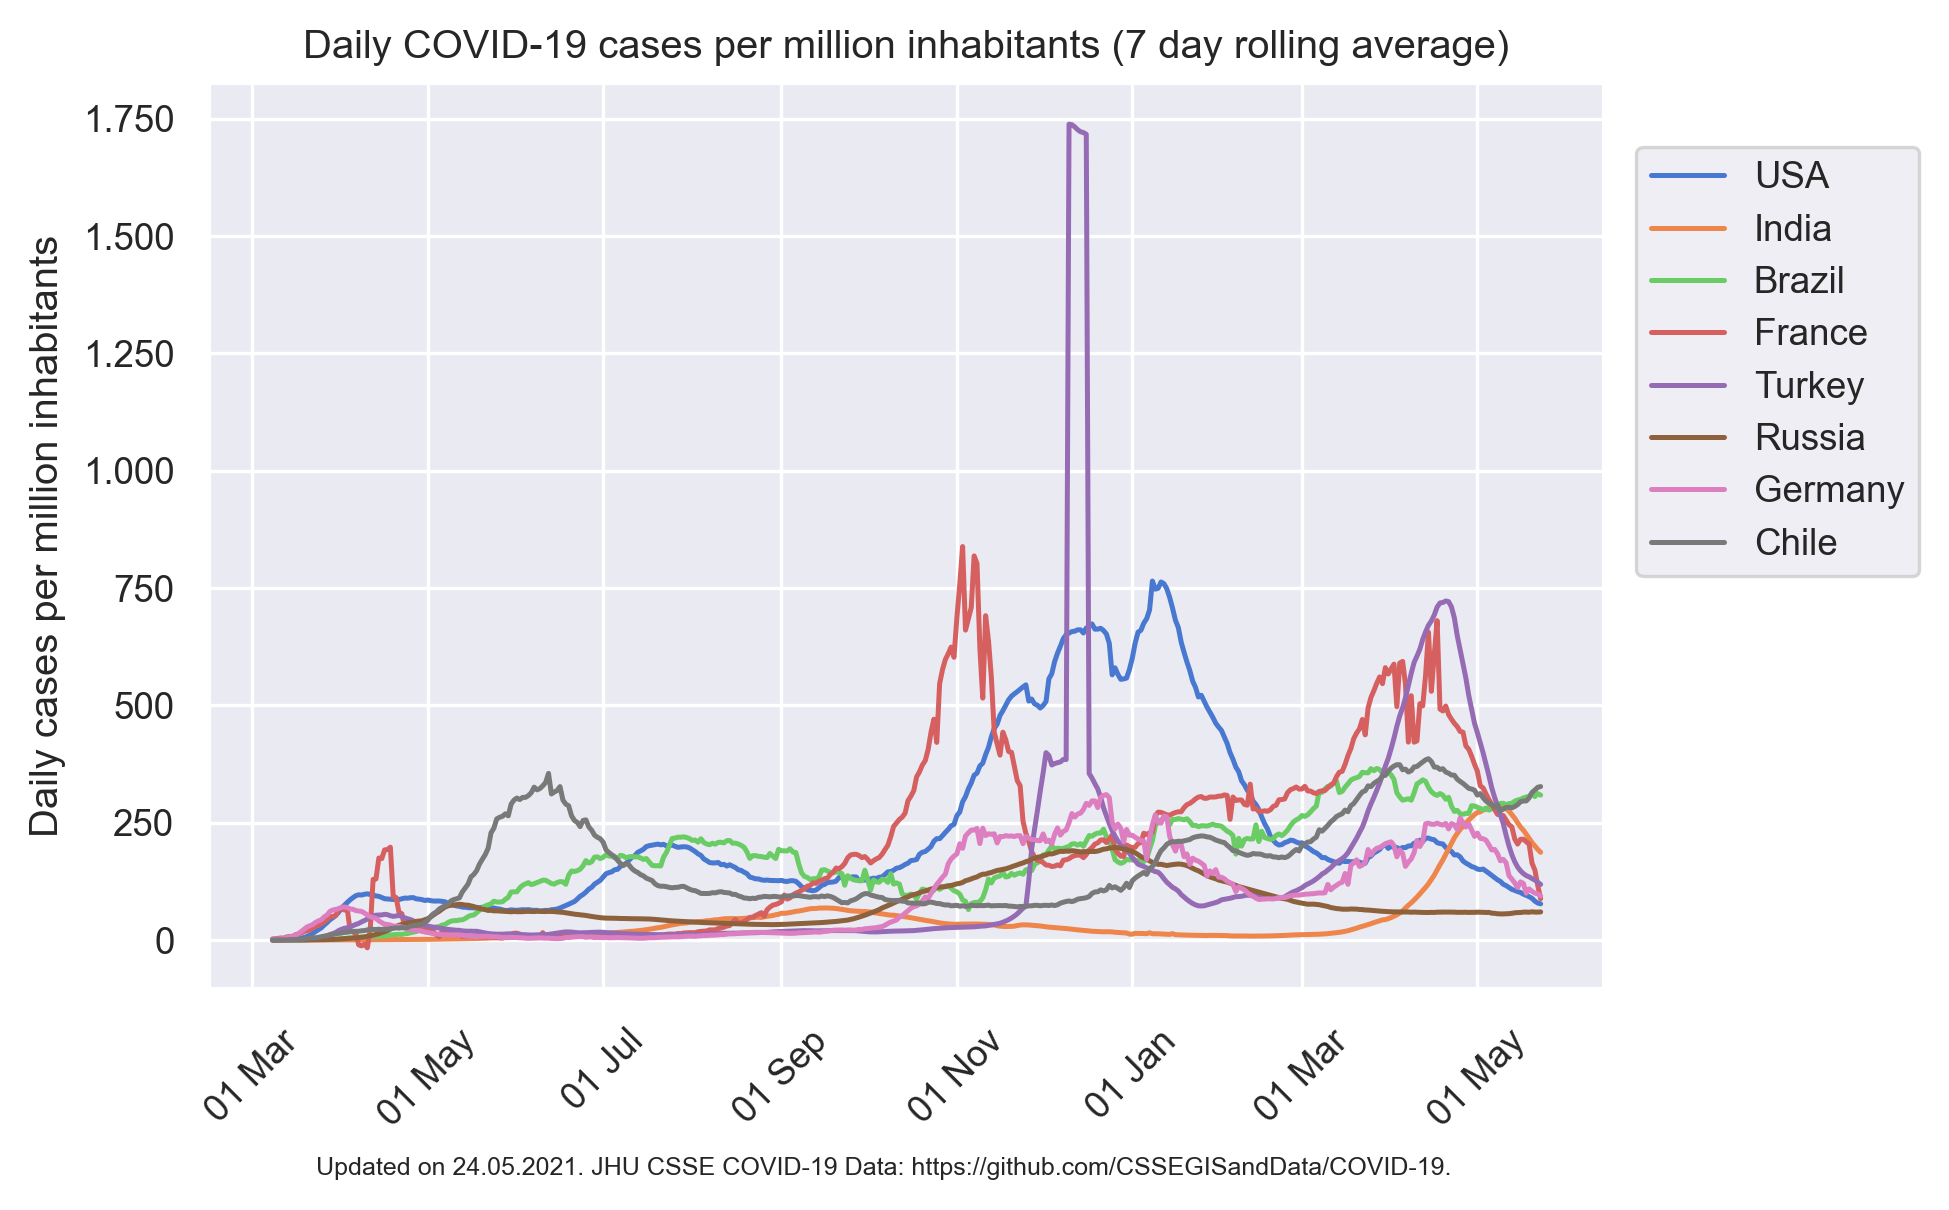 Daily COVID-19 cases per million inhabitants (7 day rolling average)
Daily cases per million inhabitants
1.750
1.500
1.250
1.000
750
500
250
0
01 Mar
01 May
01 Jul
01 Sep
01 Nov
01 Jan
01 Mar
01 May
USA
India
Brazil
France
Turkey
Russia
Germany
Chile
Updated on 24.05.2021. JHU CSSE COVID-19 Data: https://github.com/CSSEGISandData/COVID-19.